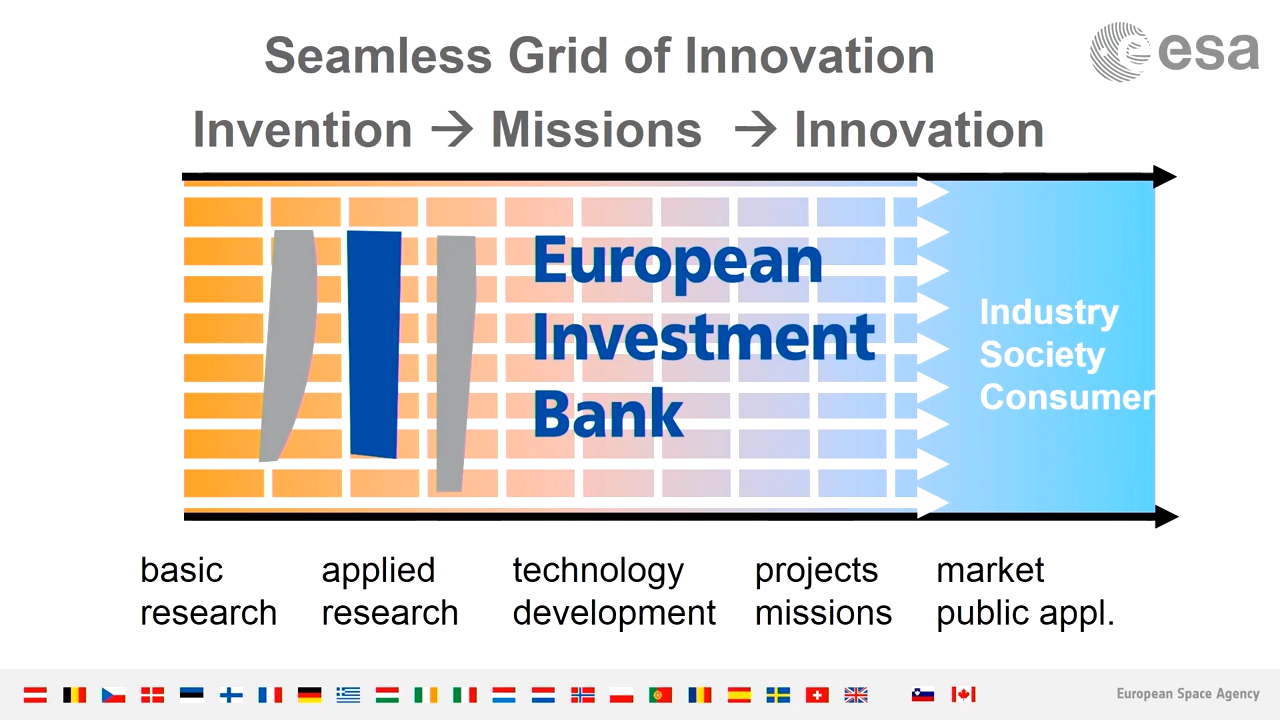 Seamless Grid of Innovation
esa
Invention → Missions → Innovation
European
Investment
Bank
Industry
Society
Consumer
basic
research
applied
research
technology
development
projects
missions
market
public appl.
European Space Agency